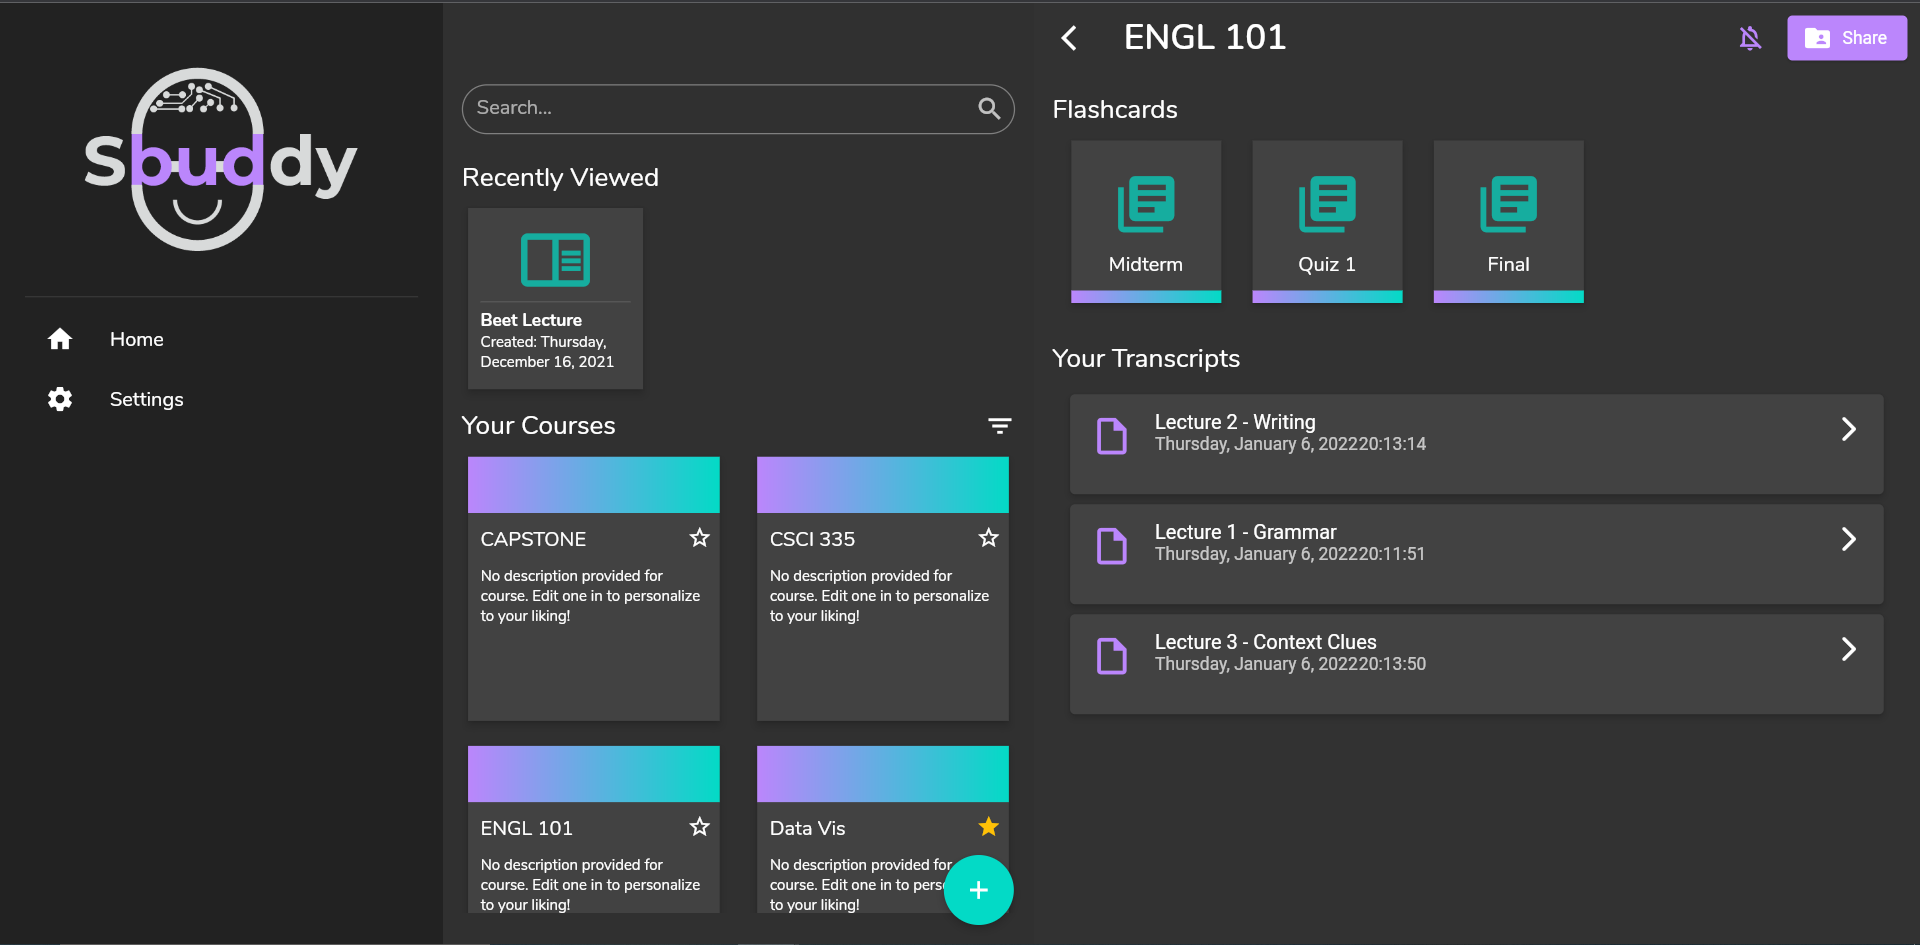 Sbuddy
Home
Settings
Search...
Recently Viewed
Beet Lecture
Created: Thursday,
December 16, 2021
Your Courses
CAPSTONE
No description provided for
course. Edit one in to personalize
to your liking!
CSCI 335
No description provided for
course. Edit one in to personalize
to your liking!
ENGL 101
No description provided for
course. Edit one in to personalize
to your liking!
Data Vis
No description provided for
course. Edit one in to pers
to your liking!
ENGL 101
Share
Flashcards
Midterm
Quiz 1
Final
Your Transcripts
Lecture 2 - Writing
Thursday, January 6, 202220:13:14
Lecture 1 - Grammar
Thursday, January 6, 202220:11:51
Lecture 3 - Context Clues
Thursday, January 6, 202220:13:50